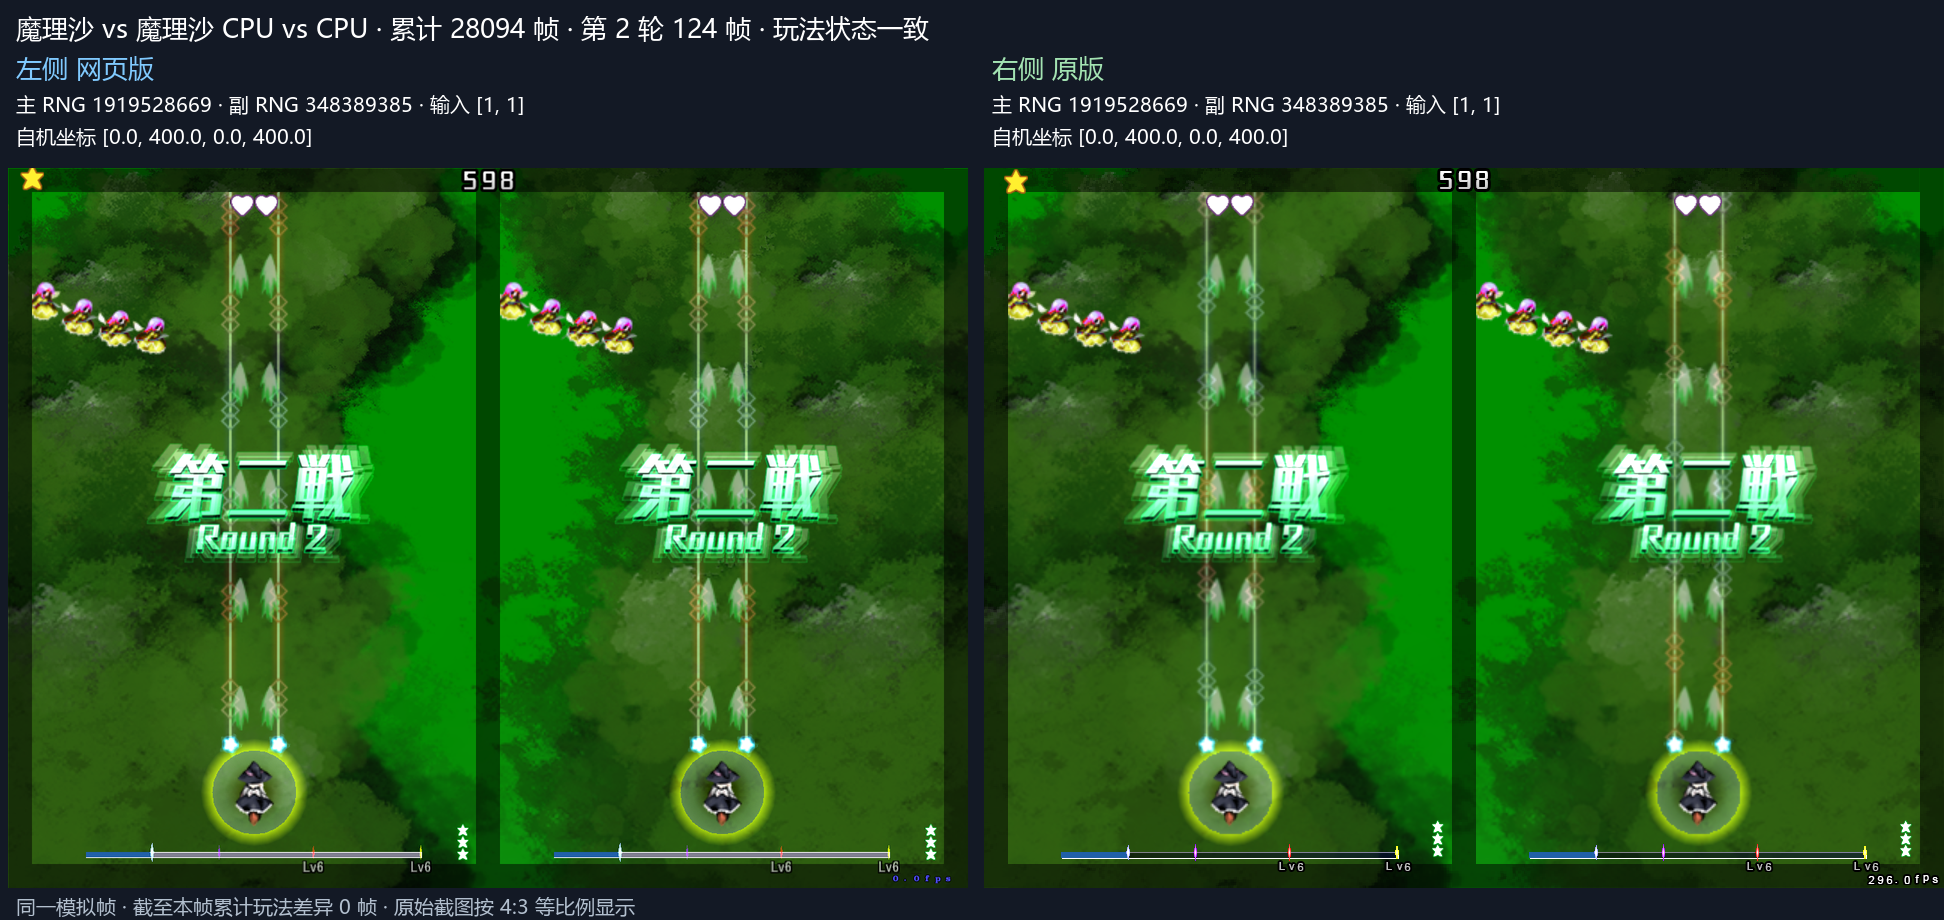 魔理沙 vs 魔理沙 CPU vs CPU · 累计 28094 帧 · 第 2 轮 124 帧 · 玩法状态一致
左侧 网页版
主 RNG 1919528669 · 副 RNG 348389385 · 输入 [1, 1]
自机坐标 [0.0, 400.0, 0.0, 400.0]
右侧 原版
主 RNG 1919528669 · 副 RNG 348389385 · 输入 [1, 1]
自机坐标 [0.0, 400.0, 0.0, 400.0]
598
第二戦
Round 2
第二戦
Round 2
Lv6
Lv6
Lv6
Lv6
0.0fps
598
第二戦
Round 2
第二戦
Round 2
Lv6
Lv6
Lv6
Lv6
296.0fps
同一模拟帧 · 截至本帧累计玩法差异 0 帧 · 原始截图按 4:3 等比例显示